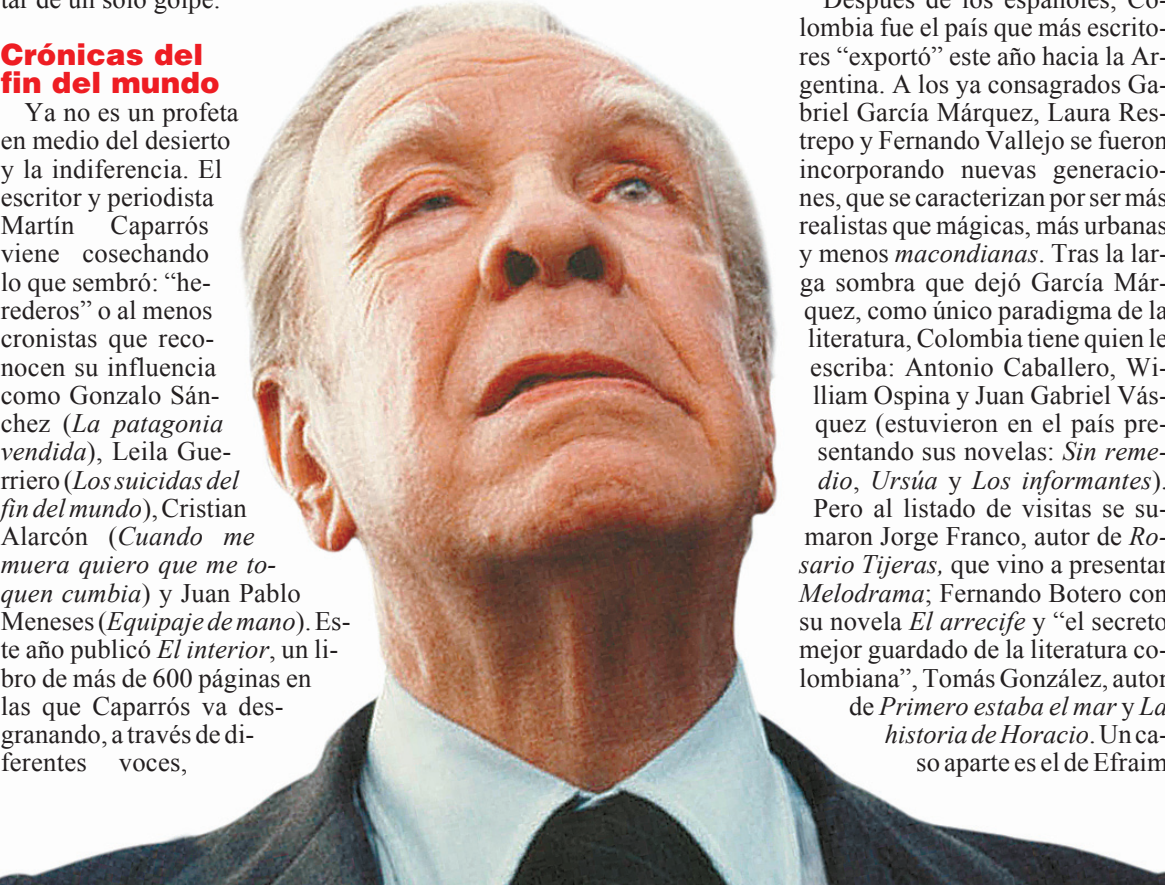 tar de un solo golpe.
Crónicas del
fin del mundo
Ya no es un profeta
en medio del desierto
y la indiferencia. El
escritor y periodista
Martín Caparrós
viene cosechando
lo que sembró: “he-
rederos” o al menos
cronistas que reco-
nocen su influencia
como Gonzalo Sán-
chez (La patagonia
vendida), Leila Gue-
rriero (Los suicidas del
fin del mundo), Cristian
Alarcón (Cuando me
muera quiero que me to-
quen cumbia) y Juan Pablo
Meneses (Equipaje de mano). Es-
te año publicó El interior, un li-
bro de más de 600 páginas en
las que Caparrós va des-
granando, a través de di-
ferentes voces,
Después de los españoles, Co-
lombia fue el país que más escrito-
res “exportó” este año hacia la Ar-
gentina. A los ya consagrados Ga-
briel García Márquez, Laura Res-
trepo y Fernando Vallejo se fueron
incorporando nuevas generacio-
nes, que se caracterizan por ser más
realistas que mágicas, más urbanas
y menos macondianas. Tras la lar-
ga sombra que dejó García Már-
quez, como único paradigma de la
literatura, Colombia tiene quien le
escriba: Antonio Caballero, Wi-
lliam Ospina y Juan Gabriel Vás-
quez (estuvieron en el país pre-
sentando sus novelas: Sin reme-
dio, Ursúa y Los informantes).
Pero al listado de visitas se su-
maron Jorge Franco, autor de Ro-
sario Tijeras, que vino a presentar
Melodrama; Fernando Botero con
su novela El arrecife y “el secreto
mejor guardado de la literatura co-
lombiana”, Tomás González, autor
de Primero estaba el mar y La
historia de Horacio. Un ca-
so aparte es el de Efraim